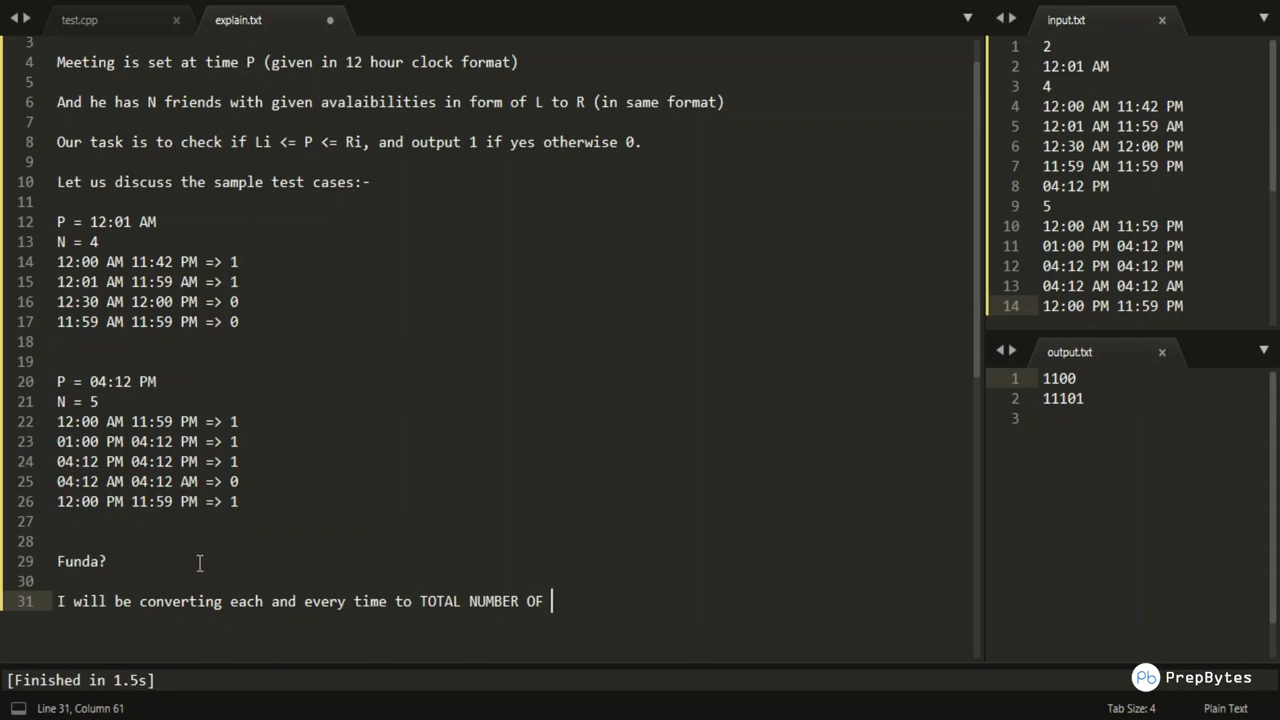 test.cpp
explain.txt
3
4 Meeting is set at time P (given in 12 hour clock format)
5
6 And he has N friends with given avalaibilities in form of L to R (in same format)
7
8 Our task is to check if Li <= P <= Ri, and output 1 if yes otherwise 0.
9
10 Let us discuss the sample test cases:-
11
12 P = 12:01 AM
13 N = 4
14 12:00 AM 11:42 PM => 1
15 12:01 AM 11:59 AM => 1
16 12:30 AM 12:00 PM => 0
17 11:59 AM 11:59 PM => 0
18
19
20 P = 04:12 PM
21 N = 5
22 12:00 AM 11:59 PM => 1
23 01:00 PM 04:12 PM => 1
24 04:12 PM 04:12 PM => 1
25 04:12 AM 04:12 AM => 0
26 12:00 PM 11:59 PM => 1
27
28
29 Funda?
30
31 I will be converting each and every time to TOTAL NUMBER OF
input.txt
1 2
2 12:01 AM
3 4
4 12:00 AM 11:42 PM
5 12:01 AM 11:59 AM
6 12:30 AM 12:00 PM
7 11:59 AM 11:59 PM
8 04:12 PM
9 5
10 12:00 AM 11:59 PM
11 01:00 PM 04:12 PM
12 04:12 PM 04:12 PM
13 04:12 AM 04:12 AM
14 12:00 PM 11:59 PM
output.txt
1 1100
2 11101
3
[Finished in 1.5s]
Pb PrepBytes
Line 31, Column 61
Tab Size: 4
Plain Text